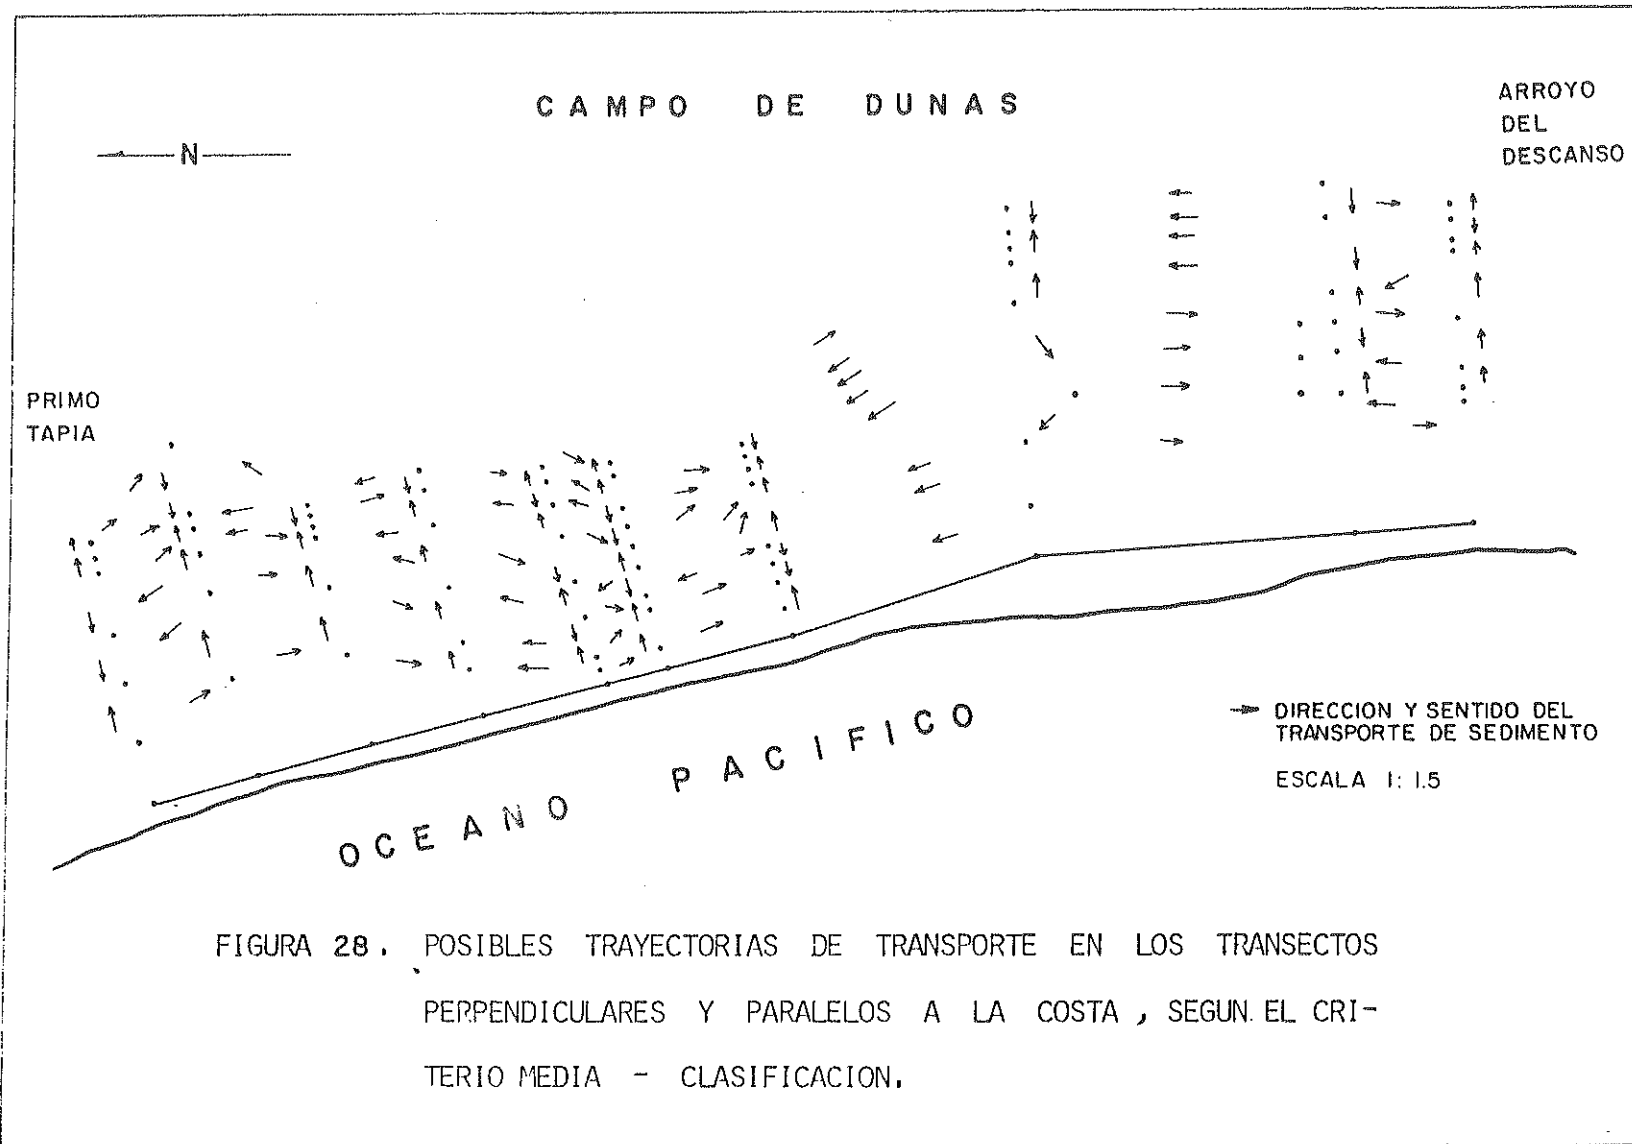 CAMPO DE DUNAS
ARROYO
DEL
DESCANSO
N
PRIMO
TAPIA
DIRECCION Y SENTIDO DEL
TRANSPORTE DE SEDIMENTO
ESCALA 1: 1.5
OCEANO PACIFICO
FIGURA 28. POSIBLES TRAYECTORIAS DE TRANSPORTE EN LOS TRANSECTOS
PERPENDICULARES Y PARALELOS A LA COSTA, SEGUN EL CRI-
TERIO MEDIA - CLASIFICACION.